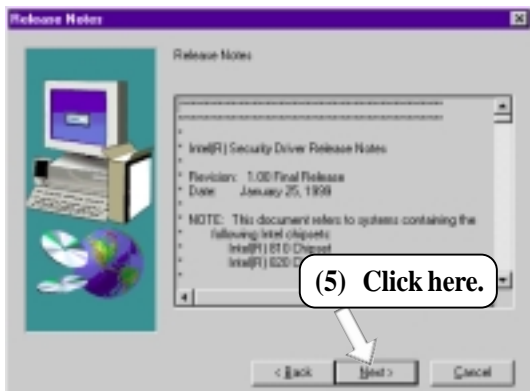 Release Notes
Release Notes
**************************************************
**************************************************
*
* Intel(R) Security Driver Release Notes
*
* Revision: 1.00 Final Release
* Date: January 25, 1999
*
* NOTE: This document refers to systems containing the
* following Intel chipsets:
* Intel(R) 810 Chipset
* Intel(R) 820
*
(5) Click here.
< Back Next > Cancel